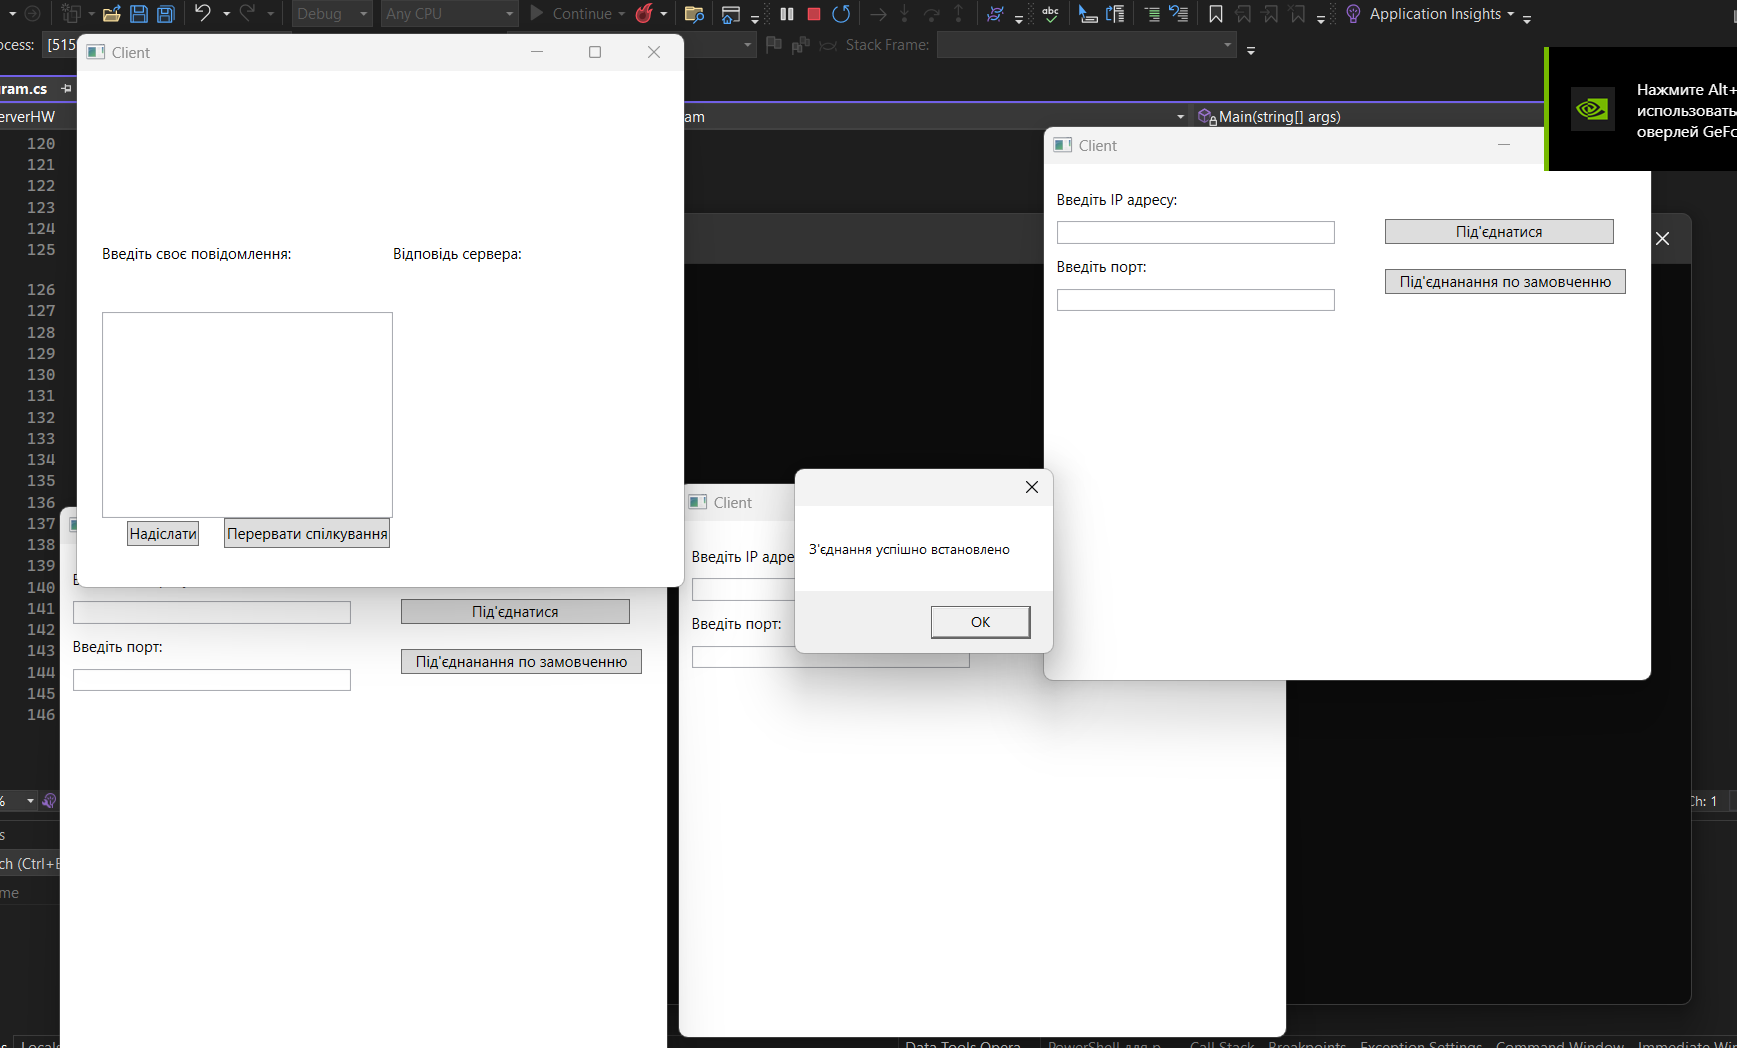 Debug
Any CPU
Continue
abc
Application Insights
ocess:
[515
Stack Frame:
Client
Нажмите Alt+
использовать
оверлей GeFo
ram.cs
erverHW
am
Main(string[] args)
120
121
122
123
124
125
126
127
128
129
130
131
132
133
134
135
136
137
138
139
140
141
142
143
144
145
146
Client
Введіть IP адресу:
Під'єднатися
Введіть порт:
Під'єднанання по замовченню
Введіть своє повідомлення:
Відповідь сервера:
Надіслати
Перервати спілкування
Client
Введіть IP адре
Введіть порт:
З'єднання успішно встановлено
OK
Під'єднатися
Введіть порт:
Під'єднанання по замовченню
%
Ch: 1
s
ch (Ctrl+E
me
s
Locals
Data Tools Opera
PowerShell для р
Call Stack
Breakpoints
Exception Settings
Command Window
Immediate Win